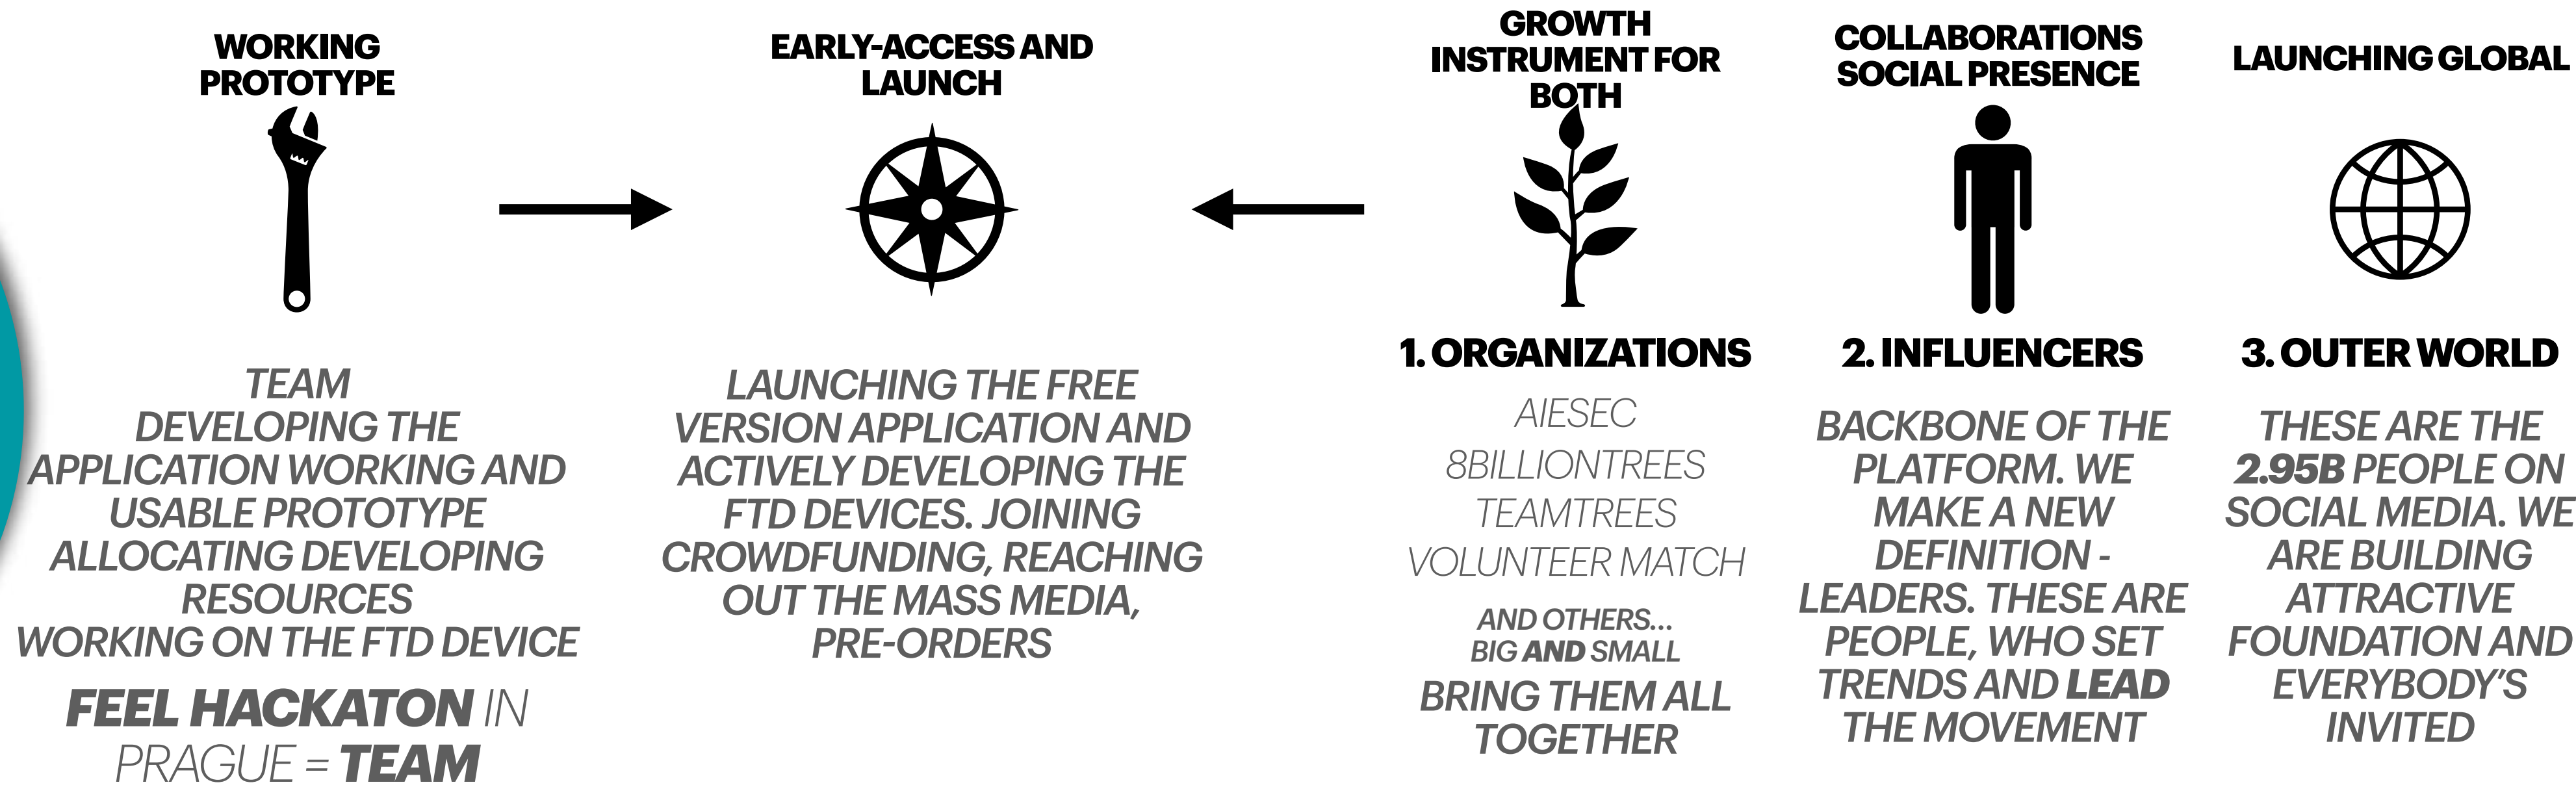 WORKING
PROTOTYPE
TEAM
DEVELOPING THE
APPLICATION WORKING AND
USABLE PROTOTYPE
ALLOCATING DEVELOPING
RESOURCES
WORKING ON THE FTD DEVICE
FEEL HACKATON IN
PRAGUE = TEAM
EARLY-ACCESS AND
LAUNCH
LAUNCHING THE FREE
VERSION APPLICATION AND
ACTIVELY DEVELOPING THE
FTD DEVICES. JOINING
CROWDFUNDING, REACHING
OUT THE MASS MEDIA,
PRE-ORDERS
GROWTH
INSTRUMENT FOR
BOTH
1. ORGANIZATIONS
AIESEC
8BILLIONTREES
TEAMTREES
VOLUNTEER MATCH
AND OTHERS...
BIG AND SMALL
BRING THEM ALL
TOGETHER
COLLABORATIONS
SOCIAL PRESENCE
2. INFLUENCERS
BACKBONE OF THE
PLATFORM. WE
MAKE A NEW
DEFINITION -
LEADERS. THESE ARE
PEOPLE, WHO SET
TRENDS AND LEAD
THE MOVEMENT
LAUNCHING GLOBAL
3. OUTER WORLD
THESE ARE THE
2.95B PEOPLE ON
SOCIAL MEDIA. WE
ARE BUILDING
ATTRACTIVE
FOUNDATION AND
EVERYBODY'S
INVITED